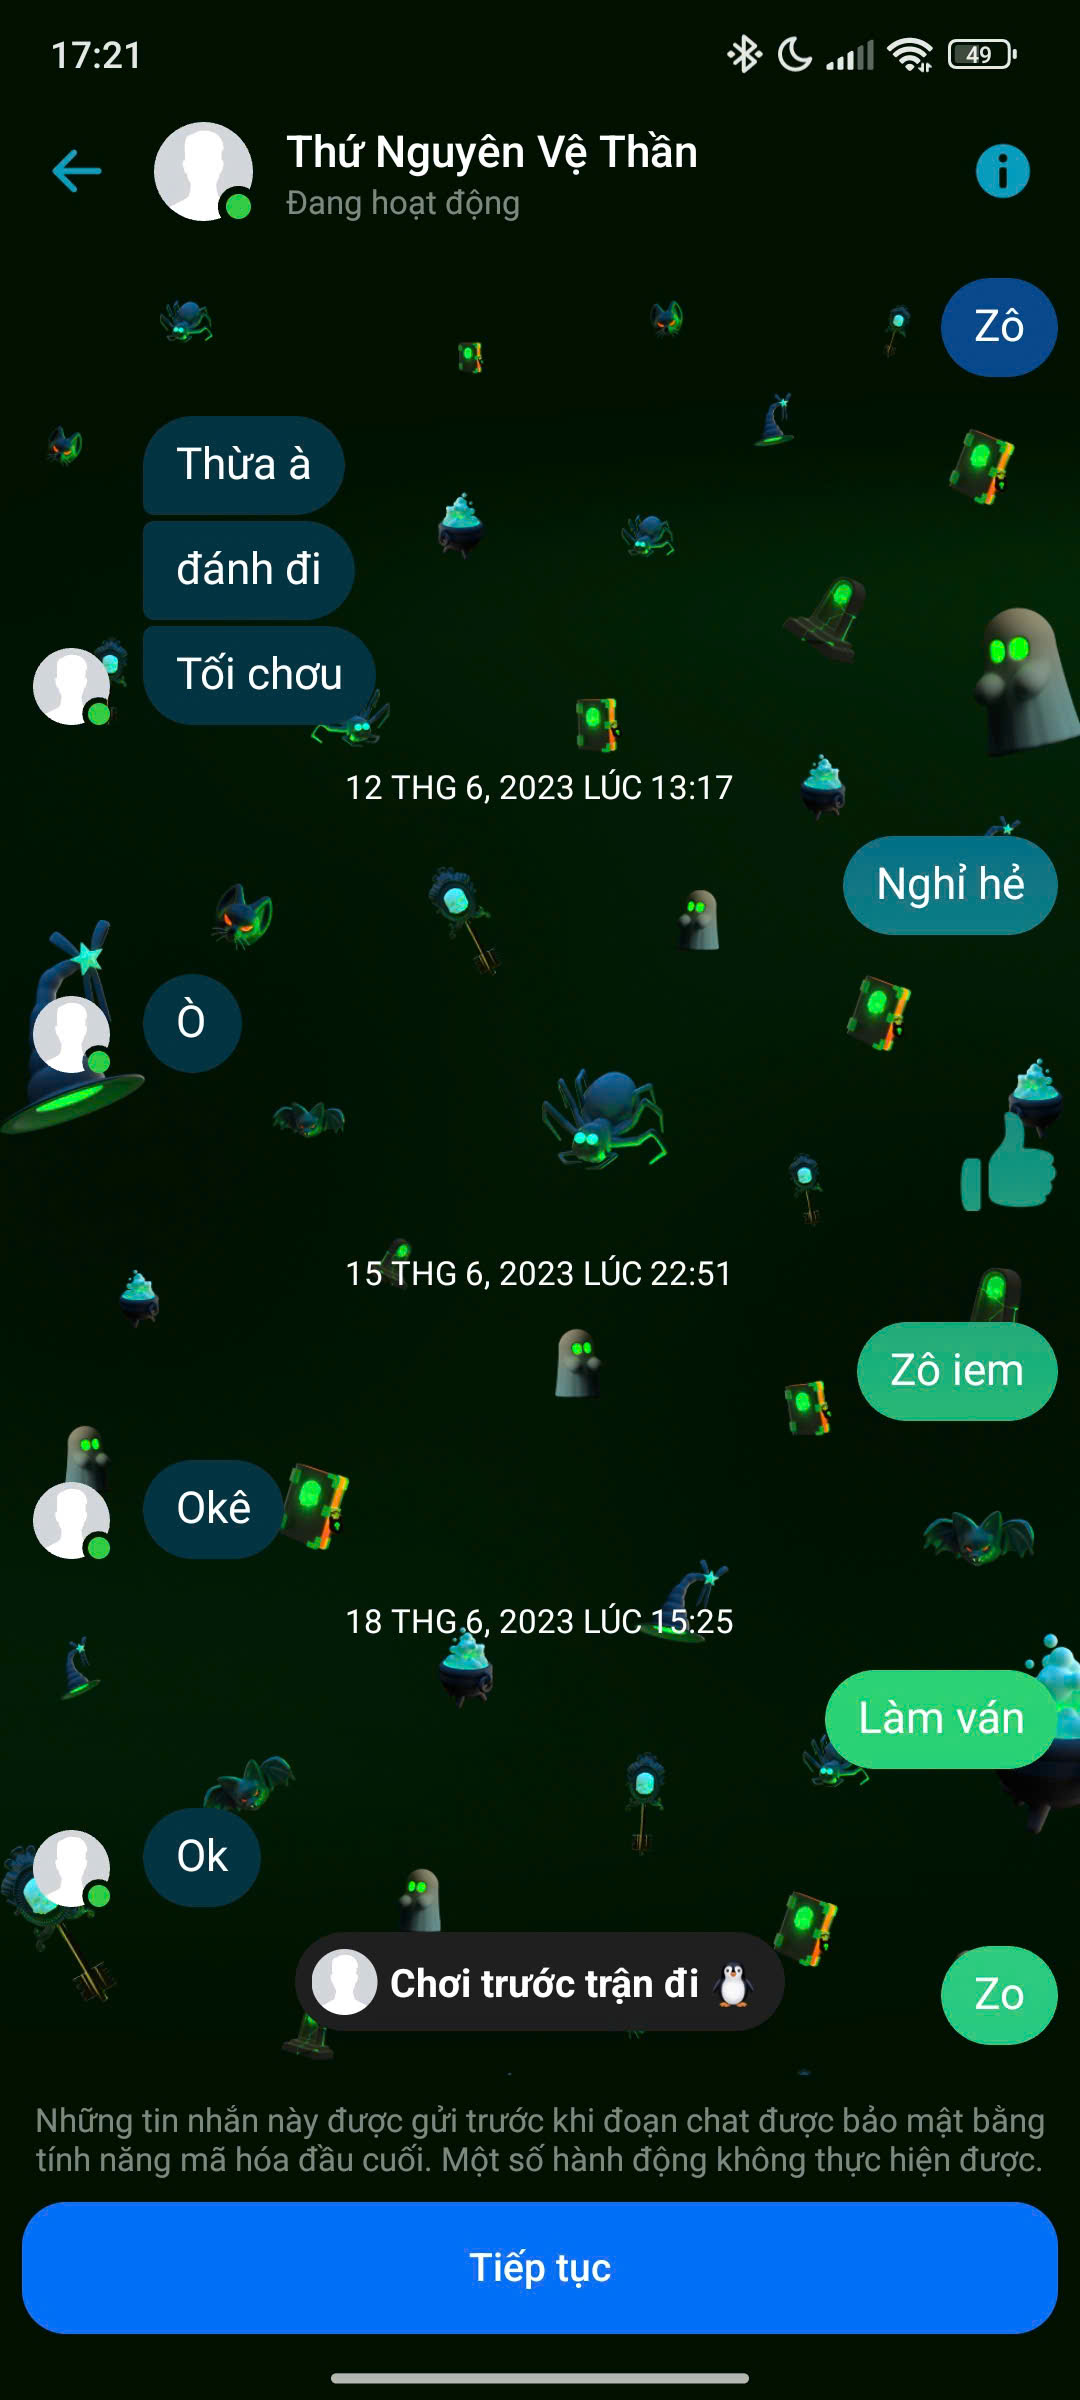 17:21
49
Thứ Nguyên Vệ Thần
Đang hoạt động
Zô
Thừa à
đánh đi
Tối chơu
12 THG 6, 2023 LÚC 13:17
Nghỉ hẻ
Ò
15 THG 6, 2023 LÚC 22:51
Zô iem
Okê
18 THG 6, 2023 LÚC 15:25
Làm ván
Ok
Chơi trước trận đi 🐧
Zo
Những tin nhắn này được gửi trước khi đoạn chat được bảo mật bằng
tính năng mã hóa đầu cuối. Một số hành động không thực hiện được.
Tiếp tục